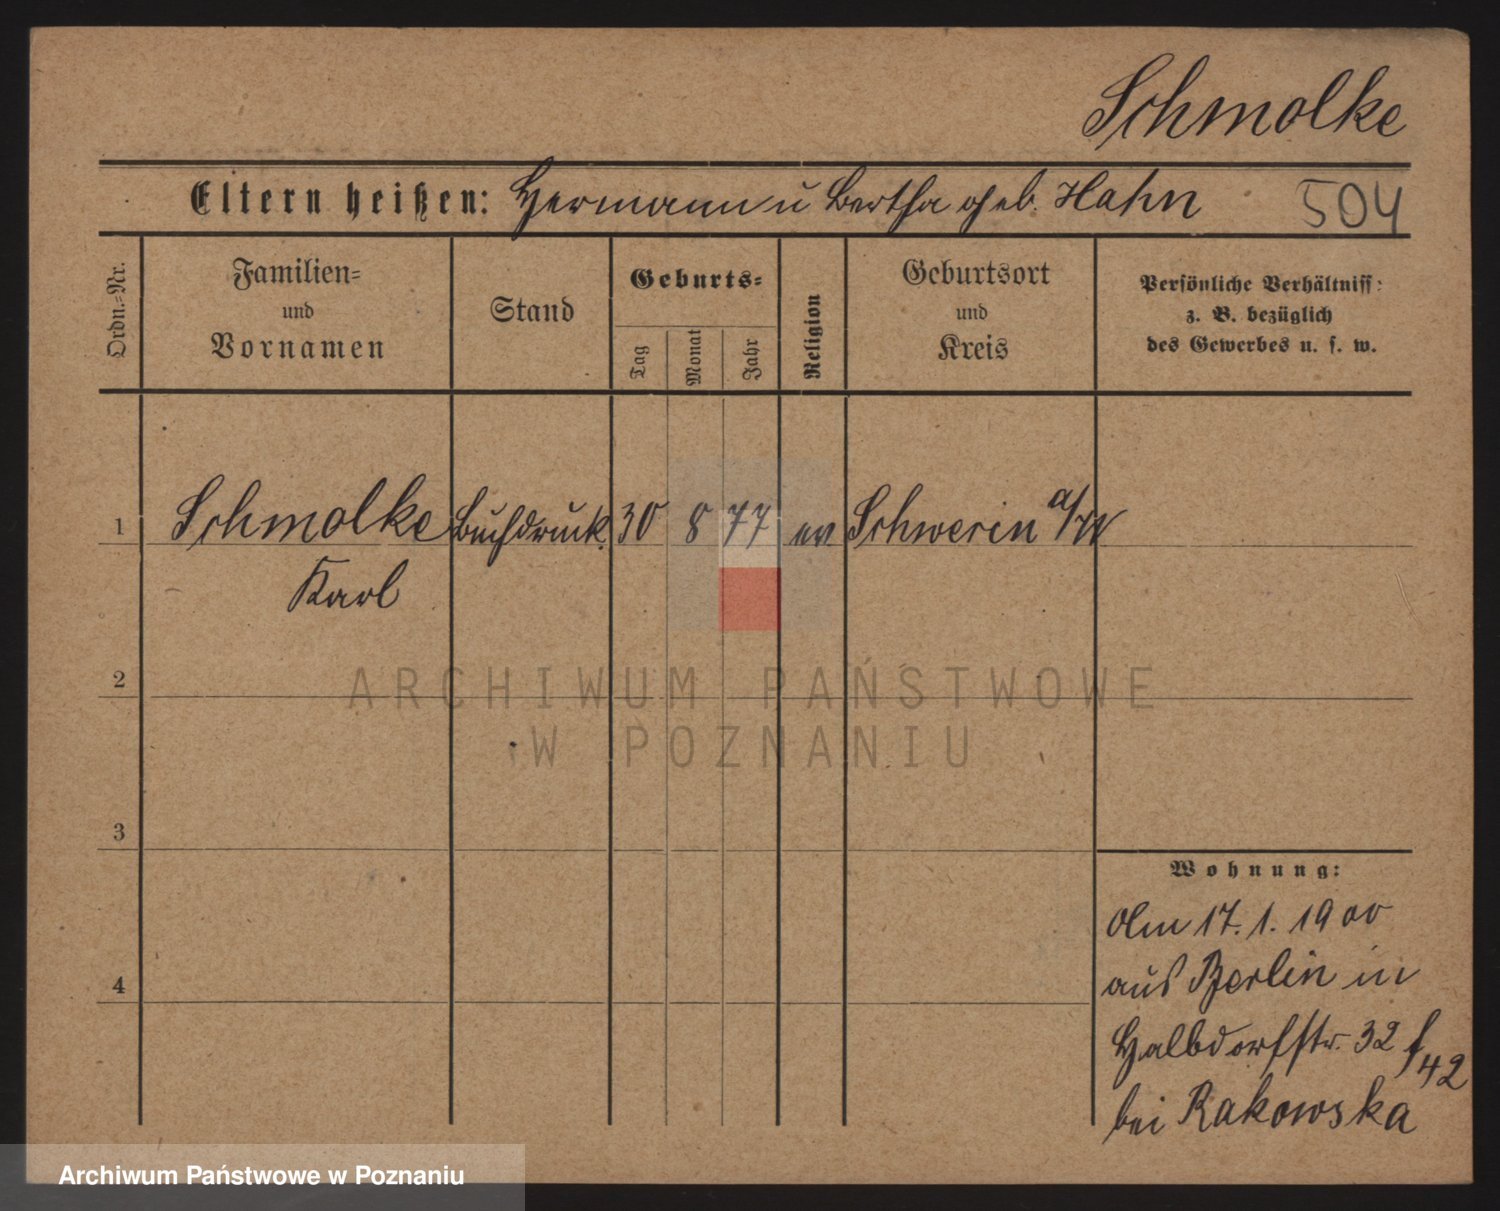 Schmolke
Eltern heißen: Hermann u Bertha geb. Hahn 504
Ordn.=Nr.
Familien=
und
Vornamen
Stand
Geburts=
Tag
Monat
Jahr
Religion
Geburtsort
und
Kreis
Persönliche Verhältniss:
z. B. bezüglich
des Gewerbes u. s. w.
1 Schmolke Buchdruck. 30 8 77 ev. Schwerin a/W
Karl
2
ARCHIWUM PAŃSTWOWE
W POZNANIU
3
Wohnung:
Am 17. 1. 1900
4
aus Berlin in
Halbdorfstr. 32
42
bei Rakowska
Archiwum Państwowe w Poznaniu